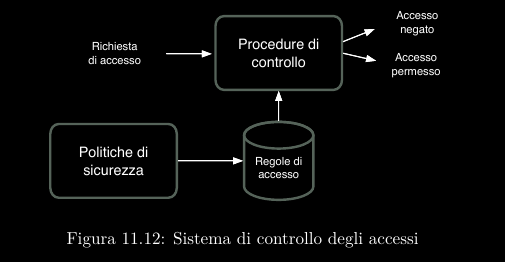 Accesso
negato
Richiesta
di accesso
Procedure di
controllo
Accesso
permesso
Politiche di
sicurezza
Regole di
accesso
Figura 11.12: Sistema di controllo degli accessi